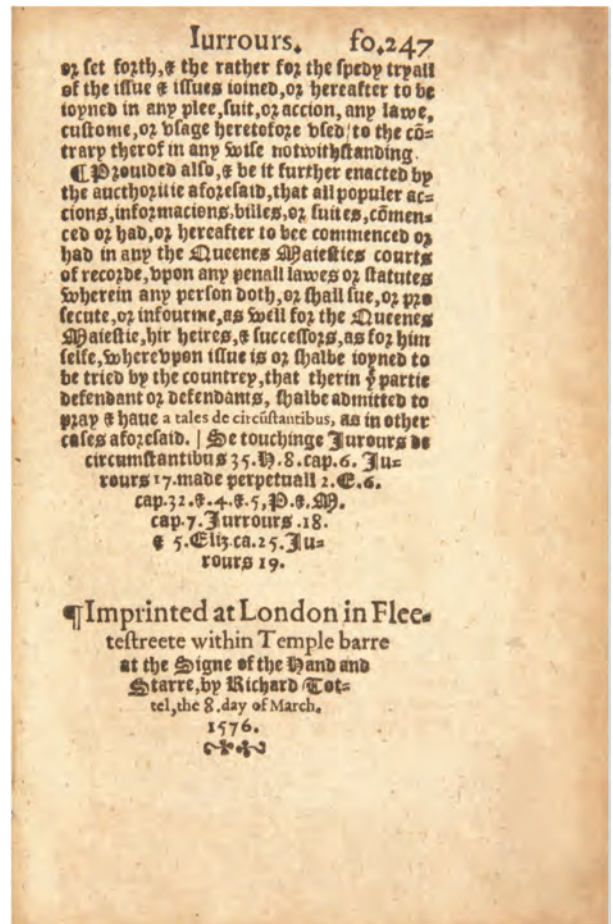 Iurrours. fo.247
or set forth,& the rather for the spedy tryall
of the issue & issues ioined,or hereafter to be
ioyned in any plee,suit,or accion, any lawe,
custome,or vsage heretofore vsed to the cõ-
trary therof in any wise notwithstanding.
¶Prouided also,& be it further enacted by
the aucthoritie aforesaid,that all populer ac-
cions,informacions,billes,or suites,cõmen-
ced or had,or hereafter to bee commenced or
had in any the Queenes Maiesties courts
of recorde,vpon any penall lawes or statutes
wherein any person doth,or shall sue,or pro
secute,or infourme,as well for the Queenes
Maiestie,hir heires,& successors,as for him
selfe,wherevpon issue is or shalbe ioyned to
be tried by the countrey,that therin yͤ partie
defendant or defendants, shalbe admitted to
pray & haue a tales de circũstantibus, as in other
cases aforesaid. | Se touchinge Jurours de
circumstantibus 35.H.8.cap.6. Ju-
rours 17.made perpetuall 2.E.6.
cap.32.&.4.&.5,P.&.M.
cap.7.Jurrours .18.
& 5.Eliz.ca.25.Ju-
rours 19.
¶Imprinted at London in Flee-
testreete within Temple barre
at the Signe of the Hand and
Starre,by Richard Tot-
tel,the 8.day of March.
1576.